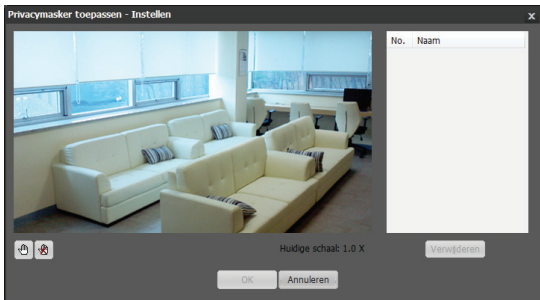 Privacymasker toepassen - Instellen
x
No. Naam
Huidige schaal: 1.0 X
Verwijderen
OK Annuleren